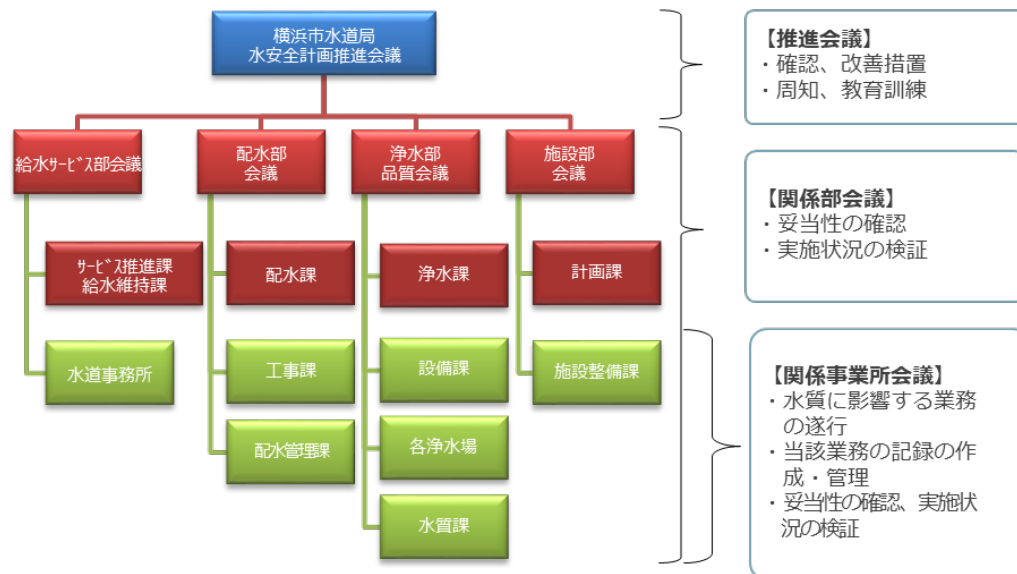 横浜市水道局
水安全計画推進会議
給水ｻｰﾋﾞｽ部会議
配水部
会議
浄水部
品質会議
施設部
会議
ｻｰﾋﾞｽ推進課
給水維持課
配水課
浄水課
計画課
水道事務所
工事課
設備課
施設整備課
配水管理課
各浄水場
水質課
【推進会議】
・確認、改善措置
・周知、教育訓練
【関係部会議】
・妥当性の確認
・実施状況の検証
【関係事業所会議】
・水質に影響する業務
の遂行
・当該業務の記録の作
成・管理
・妥当性の確認、実施状
況の検証